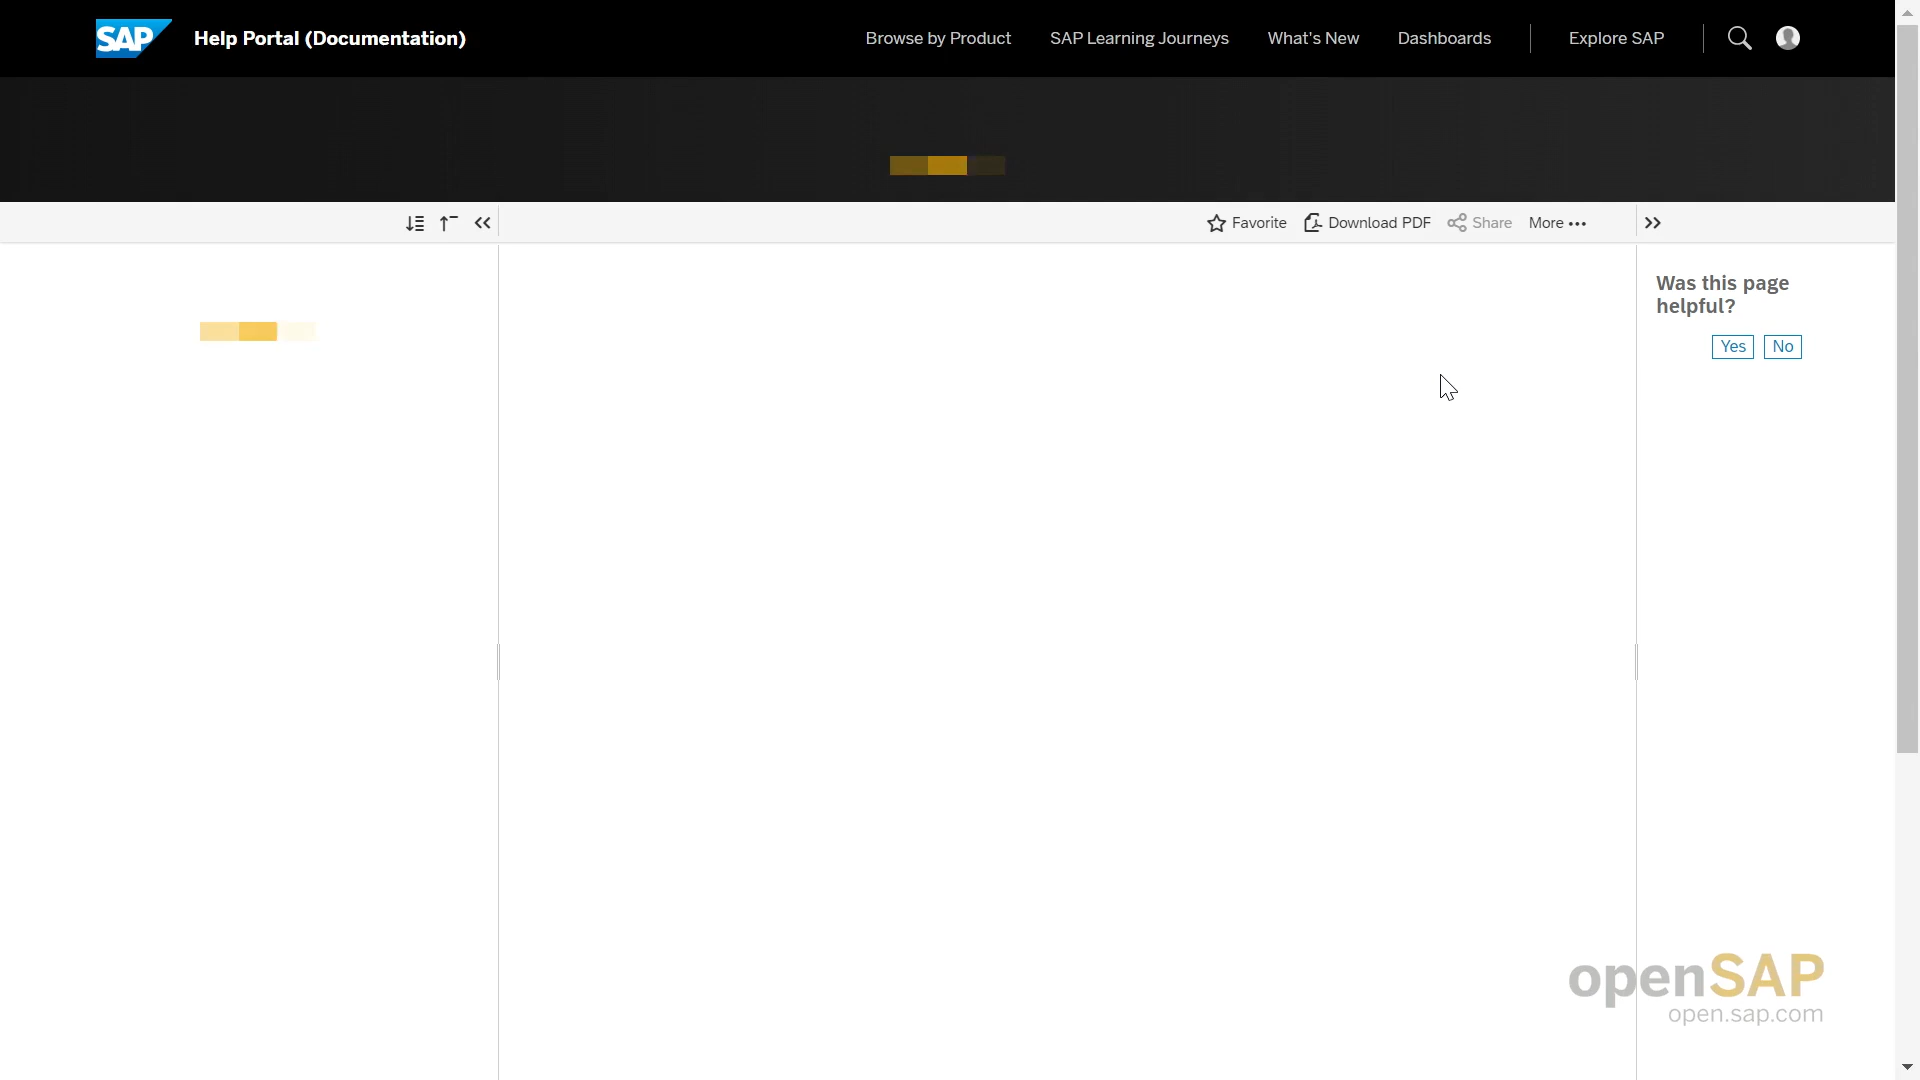 SAP Help Portal (Documentation) Browse by Product SAP Learning Journeys What's New Dashboards Explore SAP
Favorite Download PDF Share More
Was this page
helpful?
Yes No
openSAP
open.sap.com